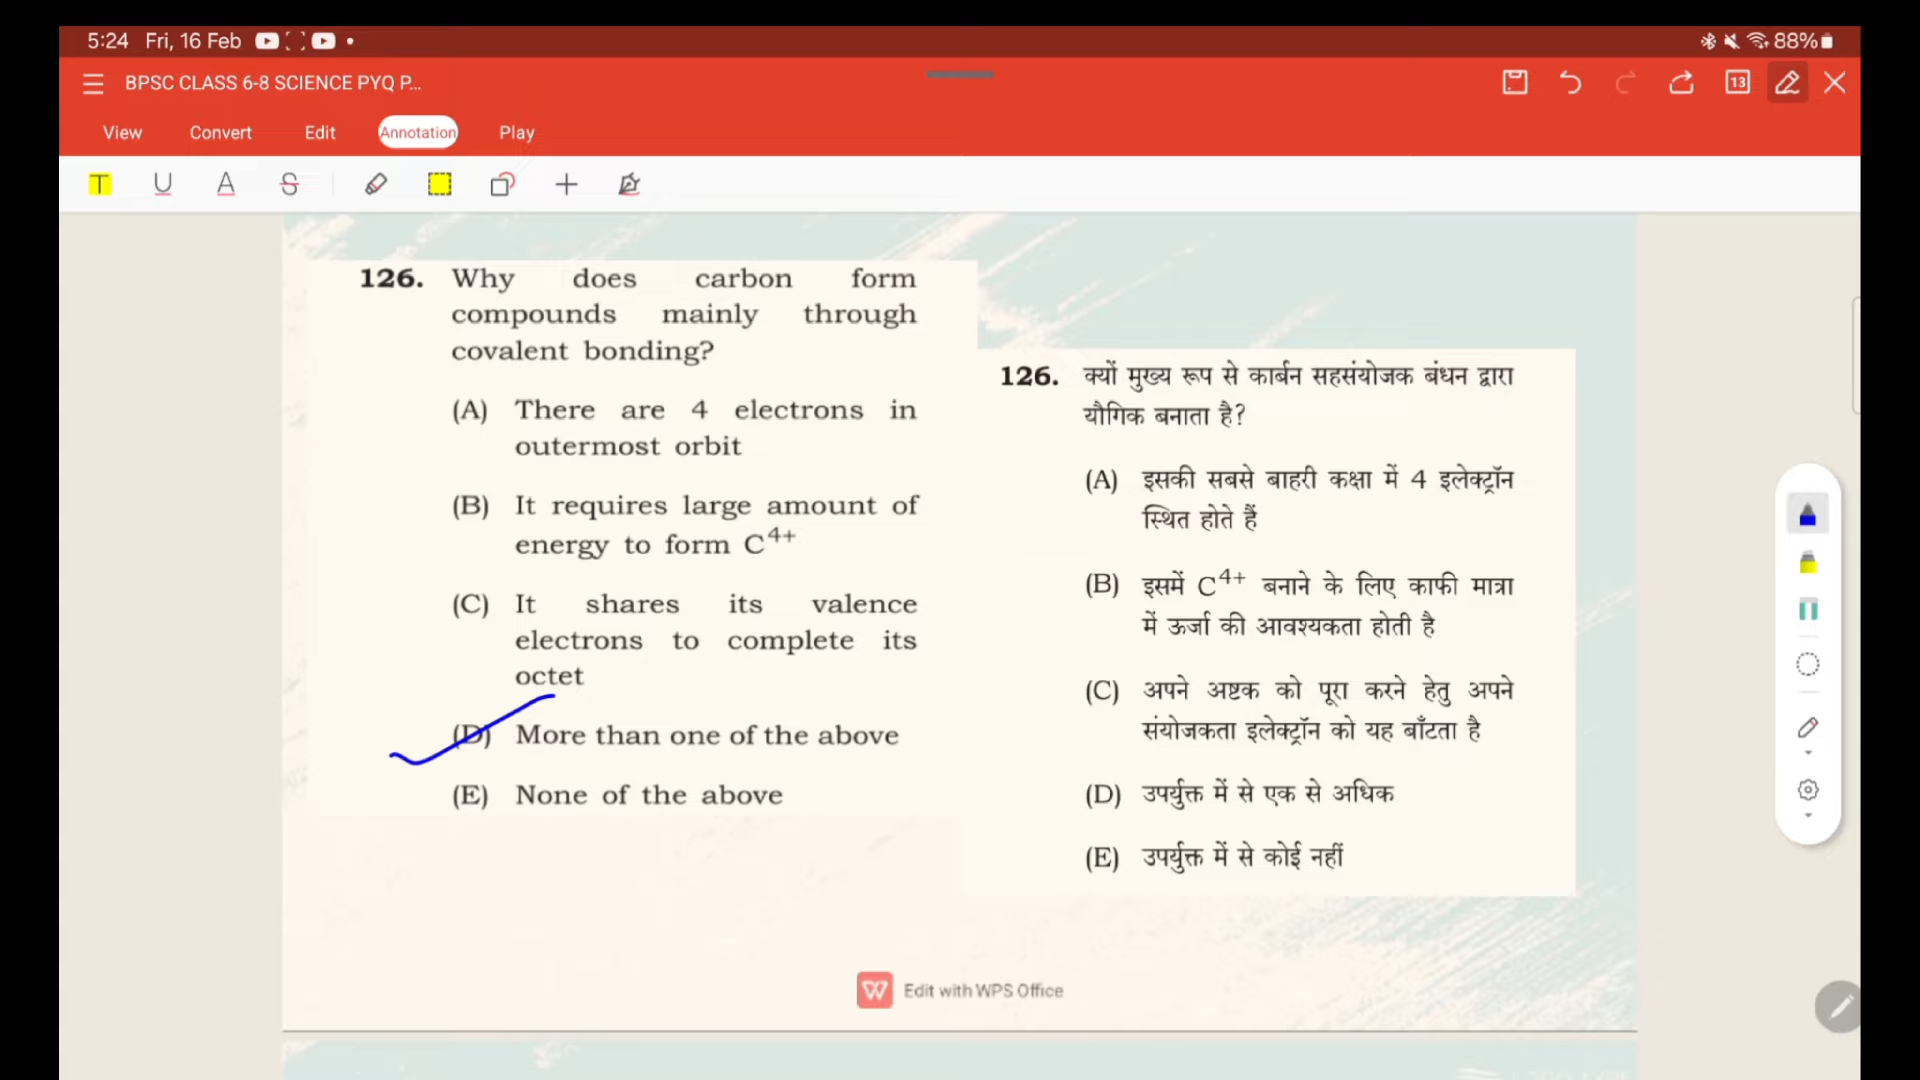 5:24 Fri, 16 Feb
88%
BPSC CLASS 6-8 SCIENCE PYQ P...
13
View Convert Edit Annotation Play
126. Why does carbon form
compounds mainly through
covalent bonding?
(A) There are 4 electrons in
outermost orbit
(B) It requires large amount of
energy to form C⁴⁺
(C) It shares its valence
electrons to complete its
octet
(D) More than one of the above
(E) None of the above
126. क्यों मुख्य रूप से कार्बन सहसंयोजक बंधन द्वारा
यौगिक बनाता है?
(A) इसकी सबसे बाहरी कक्षा में 4 इलेक्ट्रॉन
स्थित होते हैं
(B) इसमें C⁴⁺ बनाने के लिए काफी मात्रा
में ऊर्जा की आवश्यकता होती है
(C) अपने अष्टक को पूरा करने हेतु अपने
संयोजकता इलेक्ट्रॉन को यह बाँटता है
(D) उपर्युक्त में से एक से अधिक
(E) उपर्युक्त में से कोई नहीं
Edit with WPS Office